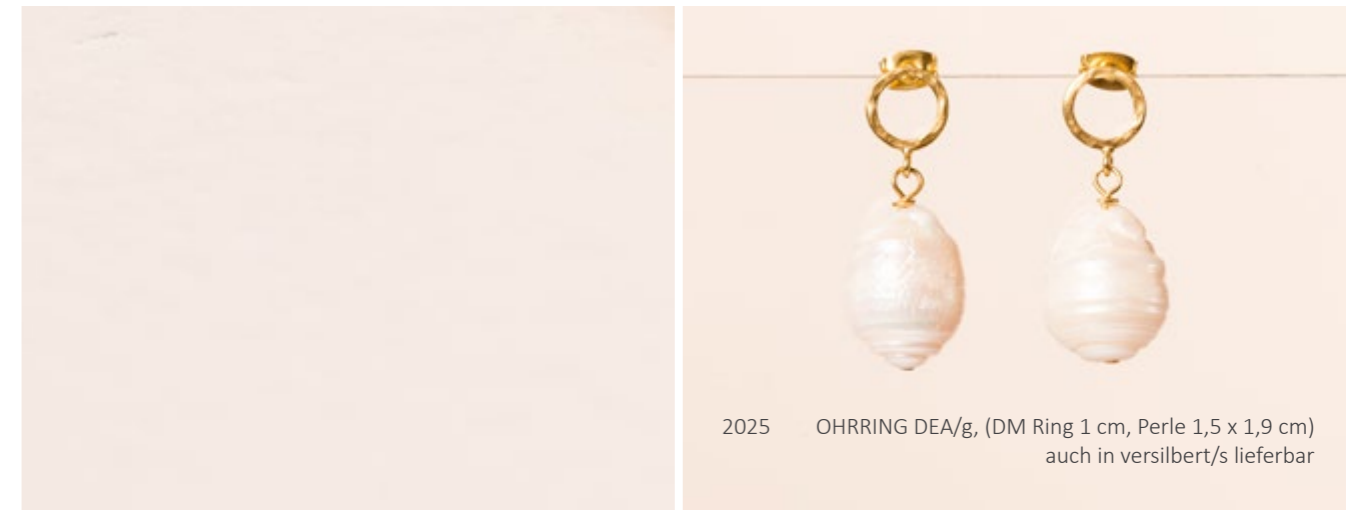 2025 OHRRING DEA/g, (DM Ring 1 cm, Perle 1,5 x 1,9 cm)
auch in versilbert/s lieferbar